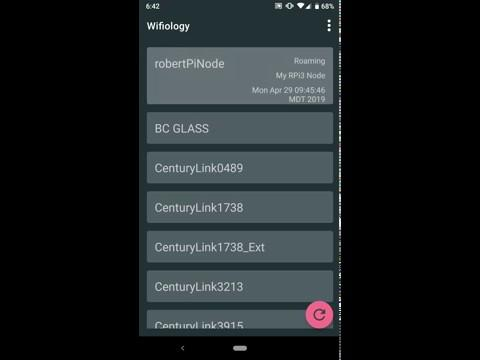 6:42
68%
Wifiology
robertPiNode
Roaming
My RPi3 Node
Mon Apr 29 09:45:46
MDT 2019
BC GLASS
CenturyLink0489
CenturyLink1738
CenturyLink1738_Ext
CenturyLink3213
CenturyLink3915